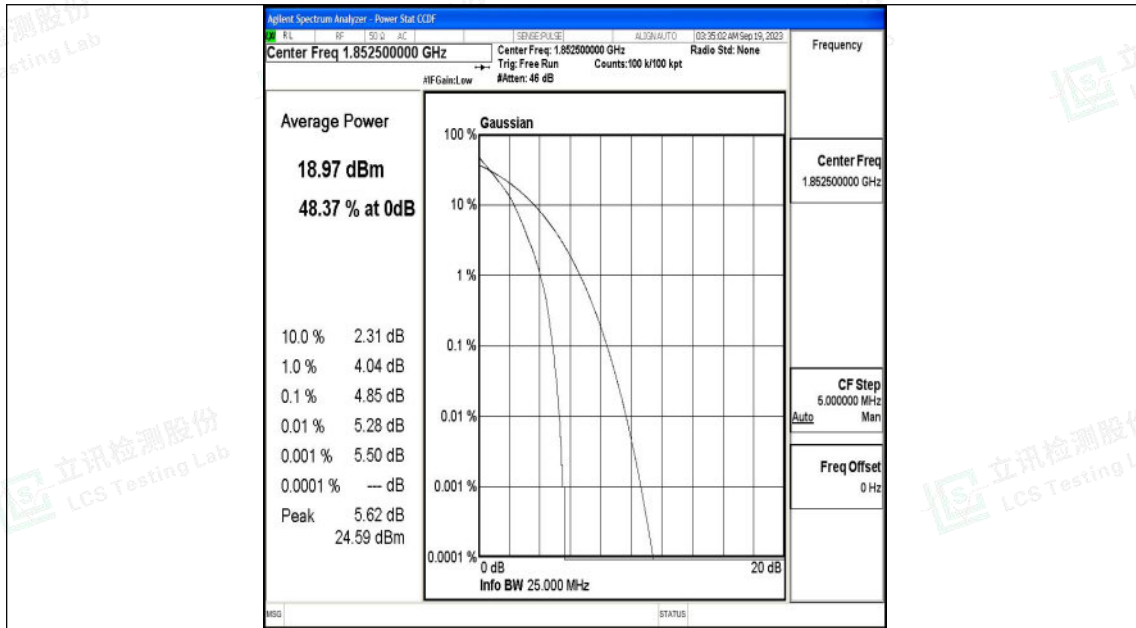 Agilent Spectrum Analyzer - Power Stat CCDF
RL RF 50 Ω AC SENSE:PULSE ALIGNAUTO 03:35:02 AM Sep 19, 2023
Center Freq 1.852500000 GHz
Center Freq: 1.852500000 GHz Radio Std: None
Trig: Free Run Counts:100 k/100 kpt
#IFGain:Low #Atten: 46 dB
Frequency
Average Power
18.97 dBm
48.37 % at 0dB
10.0 % 2.31 dB
1.0 % 4.04 dB
0.1 % 4.85 dB
0.01 % 5.28 dB
0.001 % 5.50 dB
0.0001 % --- dB
Peak 5.62 dB
24.59 dBm
Gaussian
100 %
10 %
1 %
0.1 %
0.01 %
0.001 %
0.0001 %
0 dB 20 dB
Info BW 25.000 MHz
Center Freq
1.852500000 GHz
CF Step
5.000000 MHz
Auto Man
Freq Offset
0 Hz
MSG STATUS
立讯检测股份
LCS Testing Lab
立讯检测股份
LCS Testing L